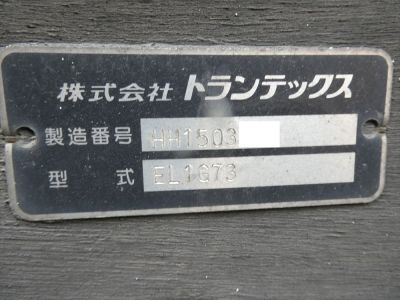 株式会社 トランテックス
製造番号 HH1503
型式 EL1G73